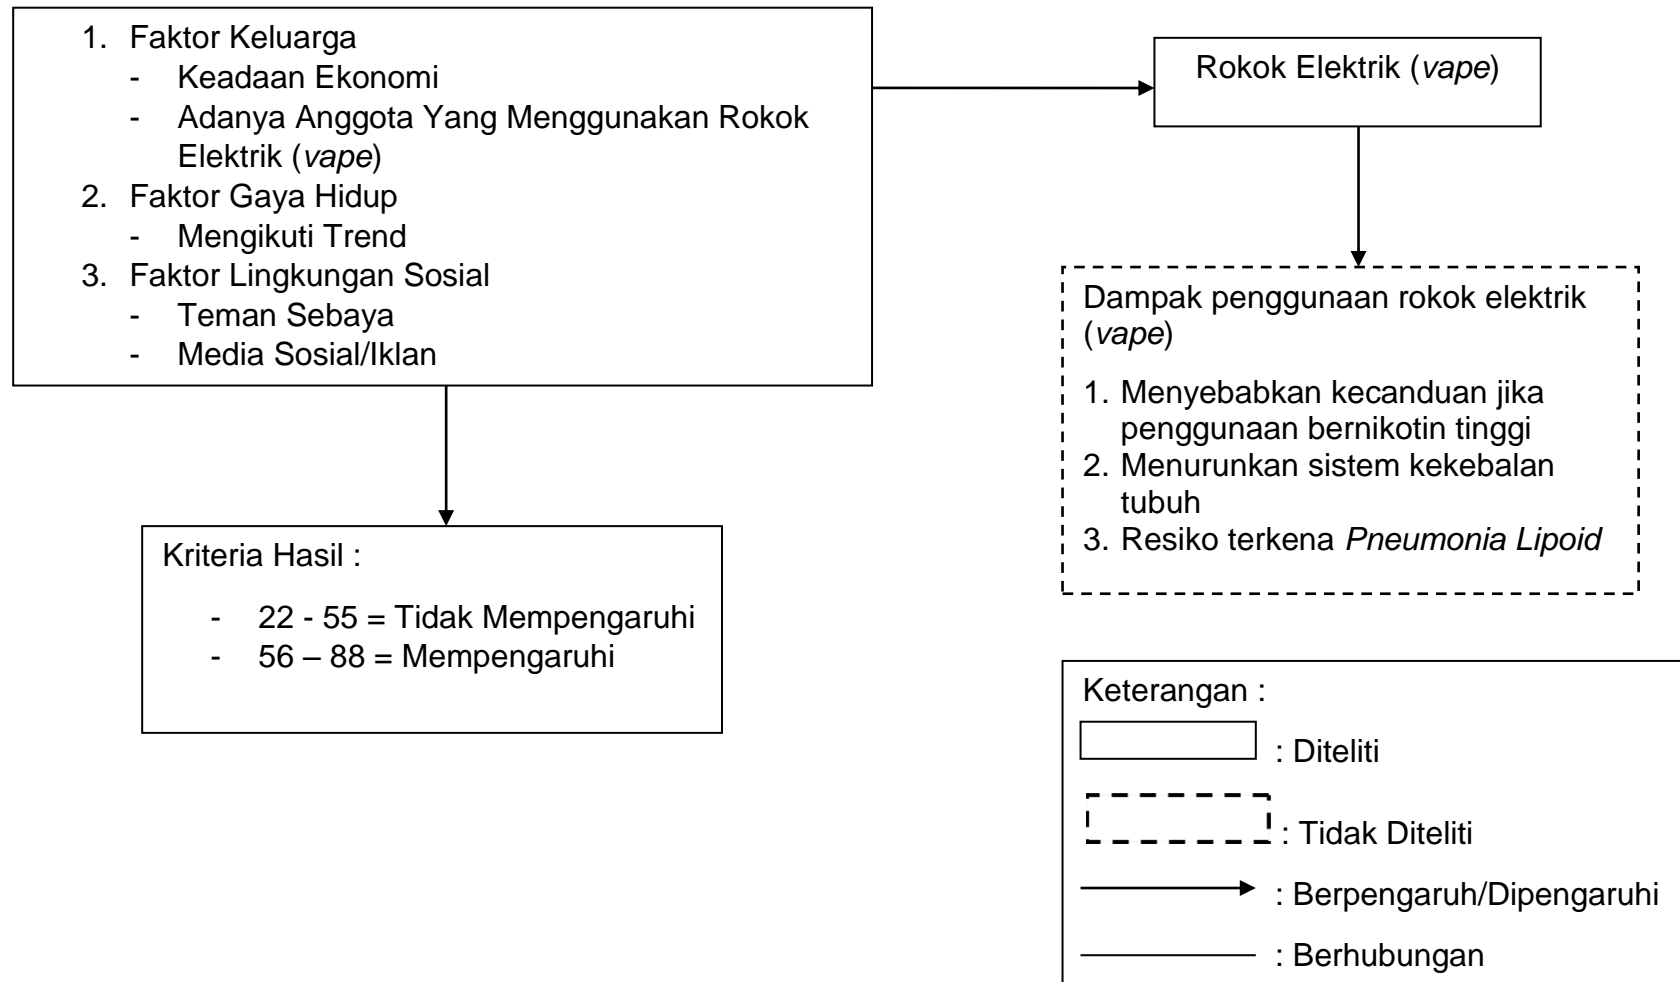 1. Faktor Keluarga
- Keadaan Ekonomi
- Adanya Anggota Yang Menggunakan Rokok
Elektrik (vape)
2. Faktor Gaya Hidup
- Mengikuti Trend
3. Faktor Lingkungan Sosial
- Teman Sebaya
- Media Sosial/Iklan
Rokok Elektrik (vape)
Dampak penggunaan rokok elektrik
(vape)
1. Menyebabkan kecanduan jika
penggunaan bernikotin tinggi
2. Menurunkan sistem kekebalan
tubuh
3. Resiko terkena Pneumonia Lipoid
Kriteria Hasil :
- 22 - 55 = Tidak Mempengaruhi
- 56 – 88 = Mempengaruhi
Keterangan :
: Diteliti
: Tidak Diteliti
: Berpengaruh/Dipengaruhi
: Berhubungan